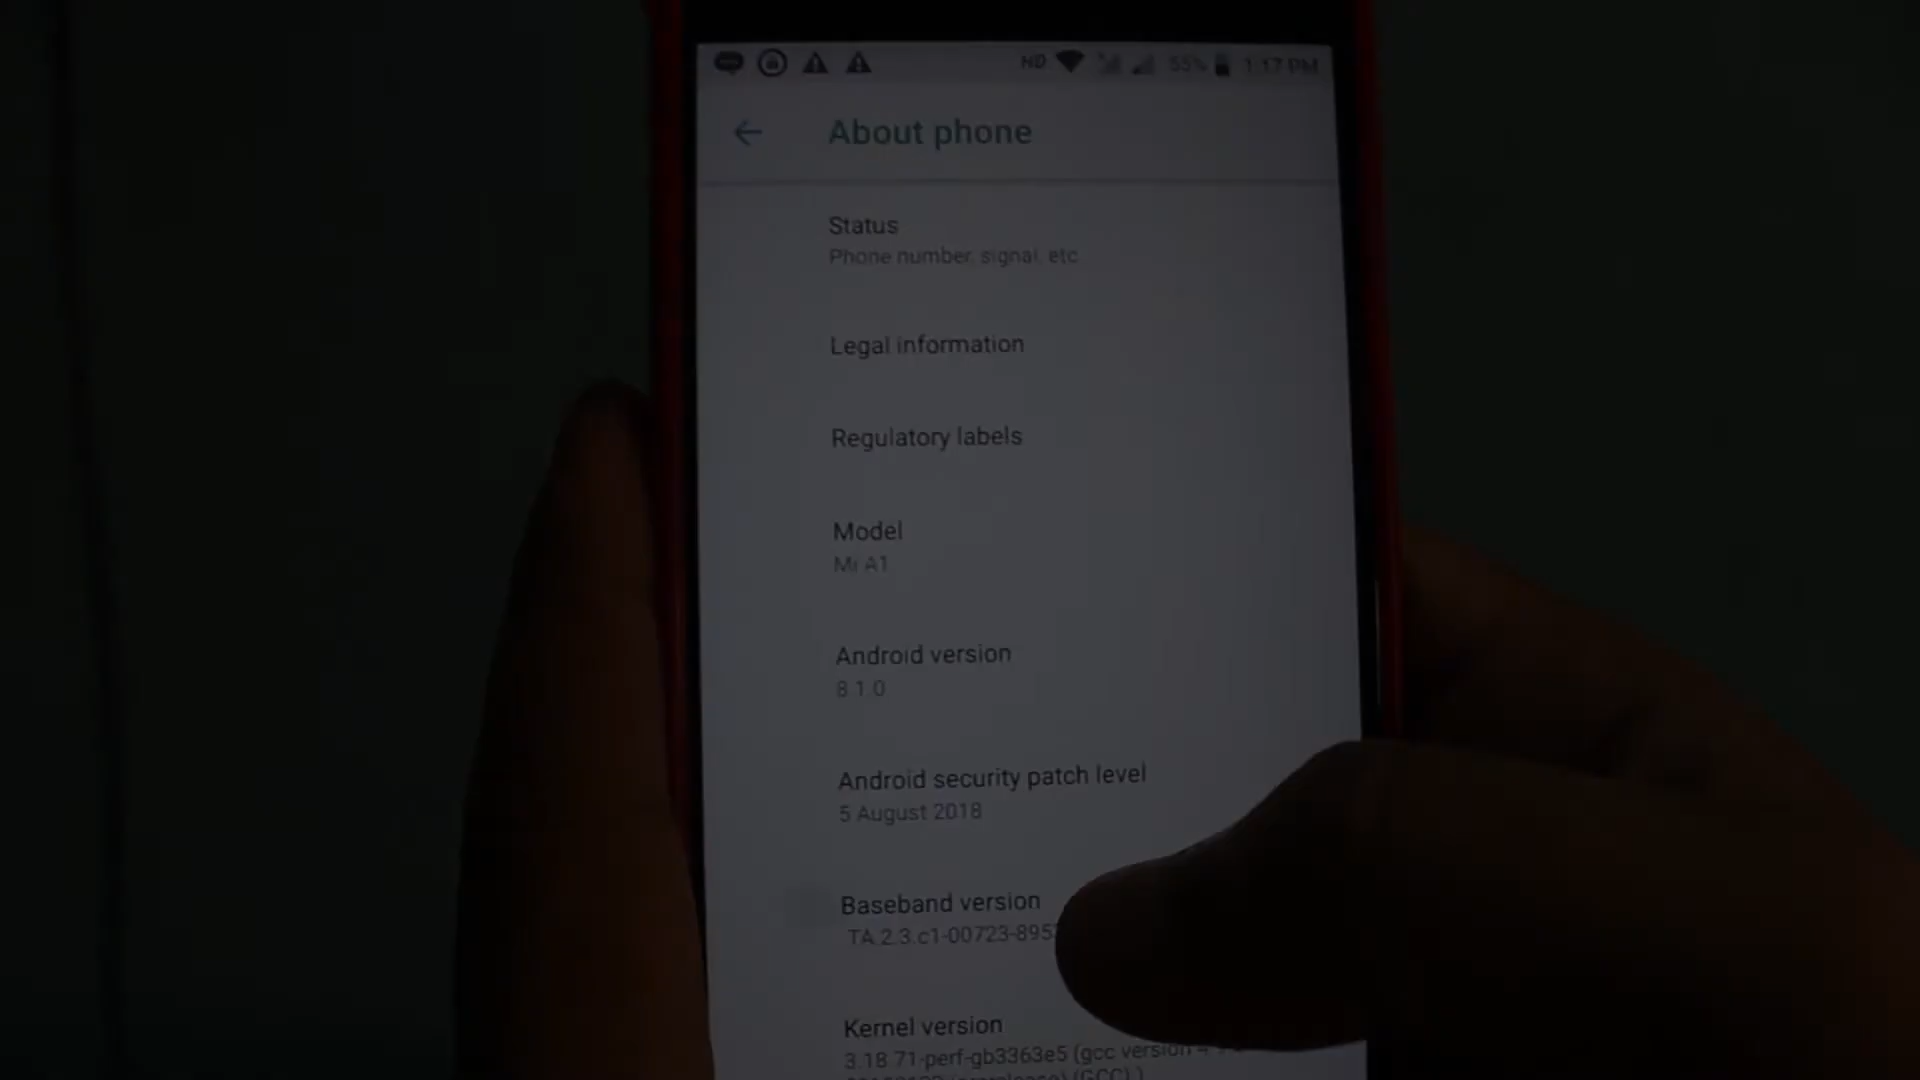 HD 55% 1:17 PM
About phone
Status
Phone number, signal, etc
Legal information
Regulatory labels
Model
Mi A1
Android version
8.1.0
Android security patch level
5 August 2018
Baseband version
TA.2.3.c1-00723-895
Kernel version
3.18.71-perf-gb3363e5 (gcc version
(GCC) )